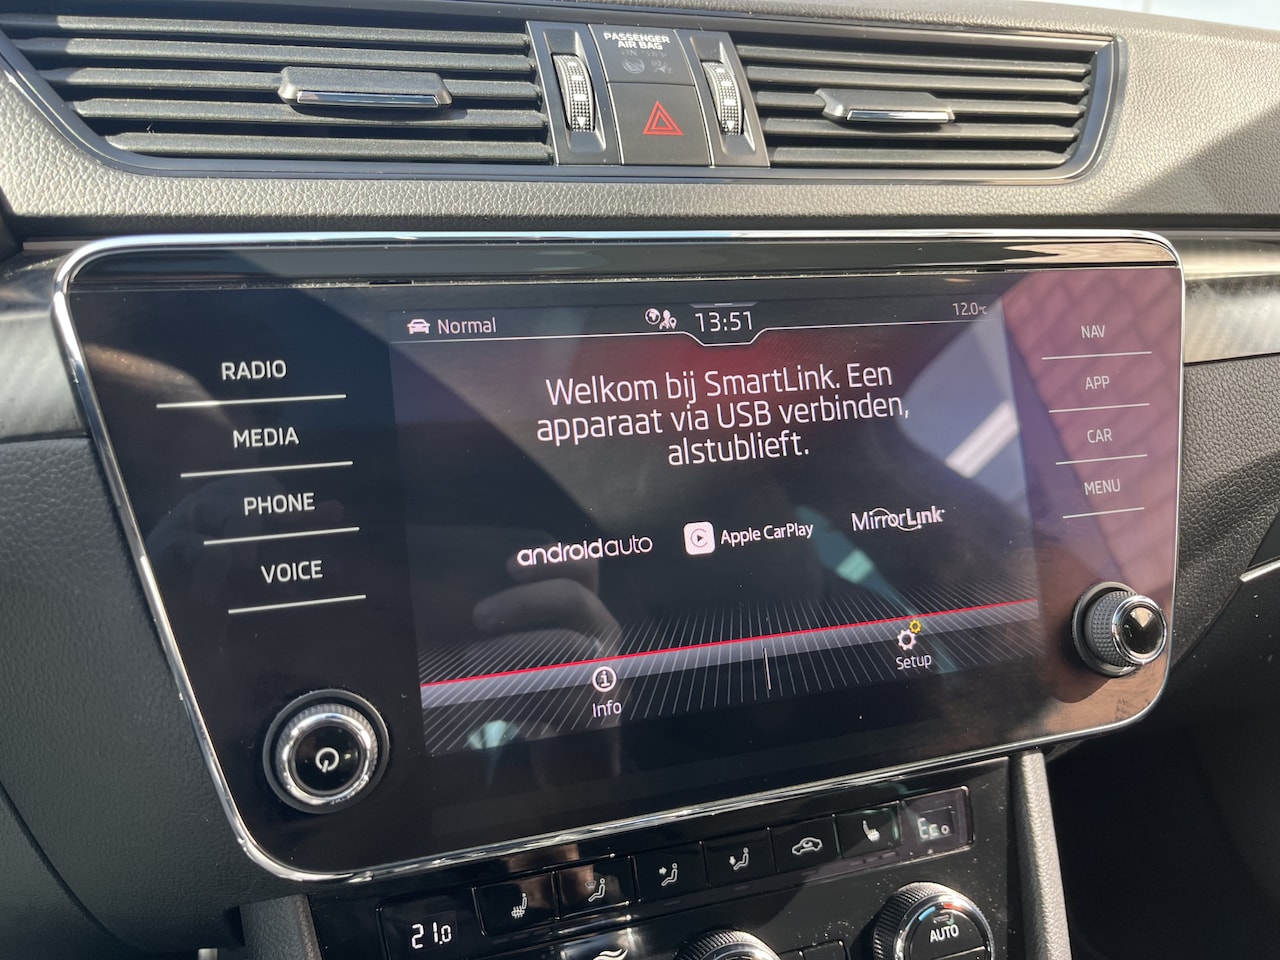 PASSENGER
AIR BAG
RADIO
MEDIA
PHONE
VOICE
Normal
13:51
12.0°C
Welkom bij SmartLink. Een
apparaat via USB verbinden,
alstublieft.
androidauto
Apple CarPlay
MirrorLink
Info
Setup
NAV
APP
CAR
MENU
21.0
Eco
AUTO